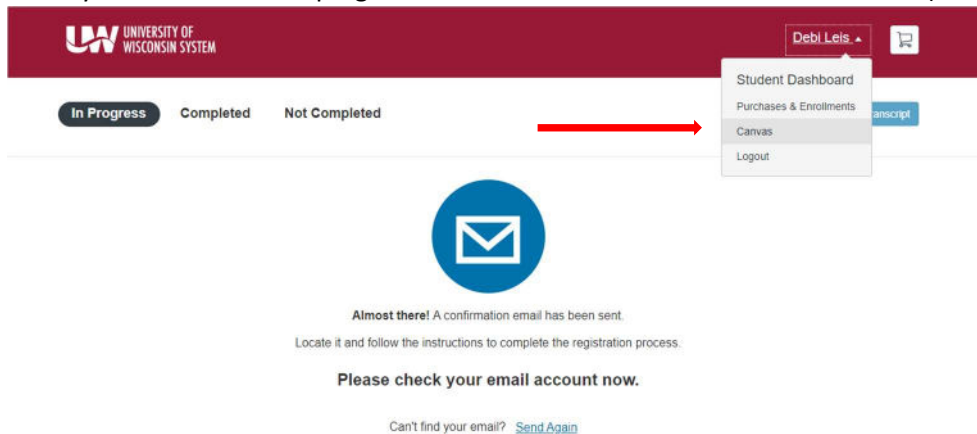 UNIVERSITY OF
WISCONSIN SYSTEM
Debi Leis
Student Dashboard
Purchases & Enrollments
Canvas
Logout
In Progress Completed Not Completed
Almost there! A confirmation email has been sent.
Locate it and follow the instructions to complete the registration process.
Please check your email account now.
Can't find your email? Send Again